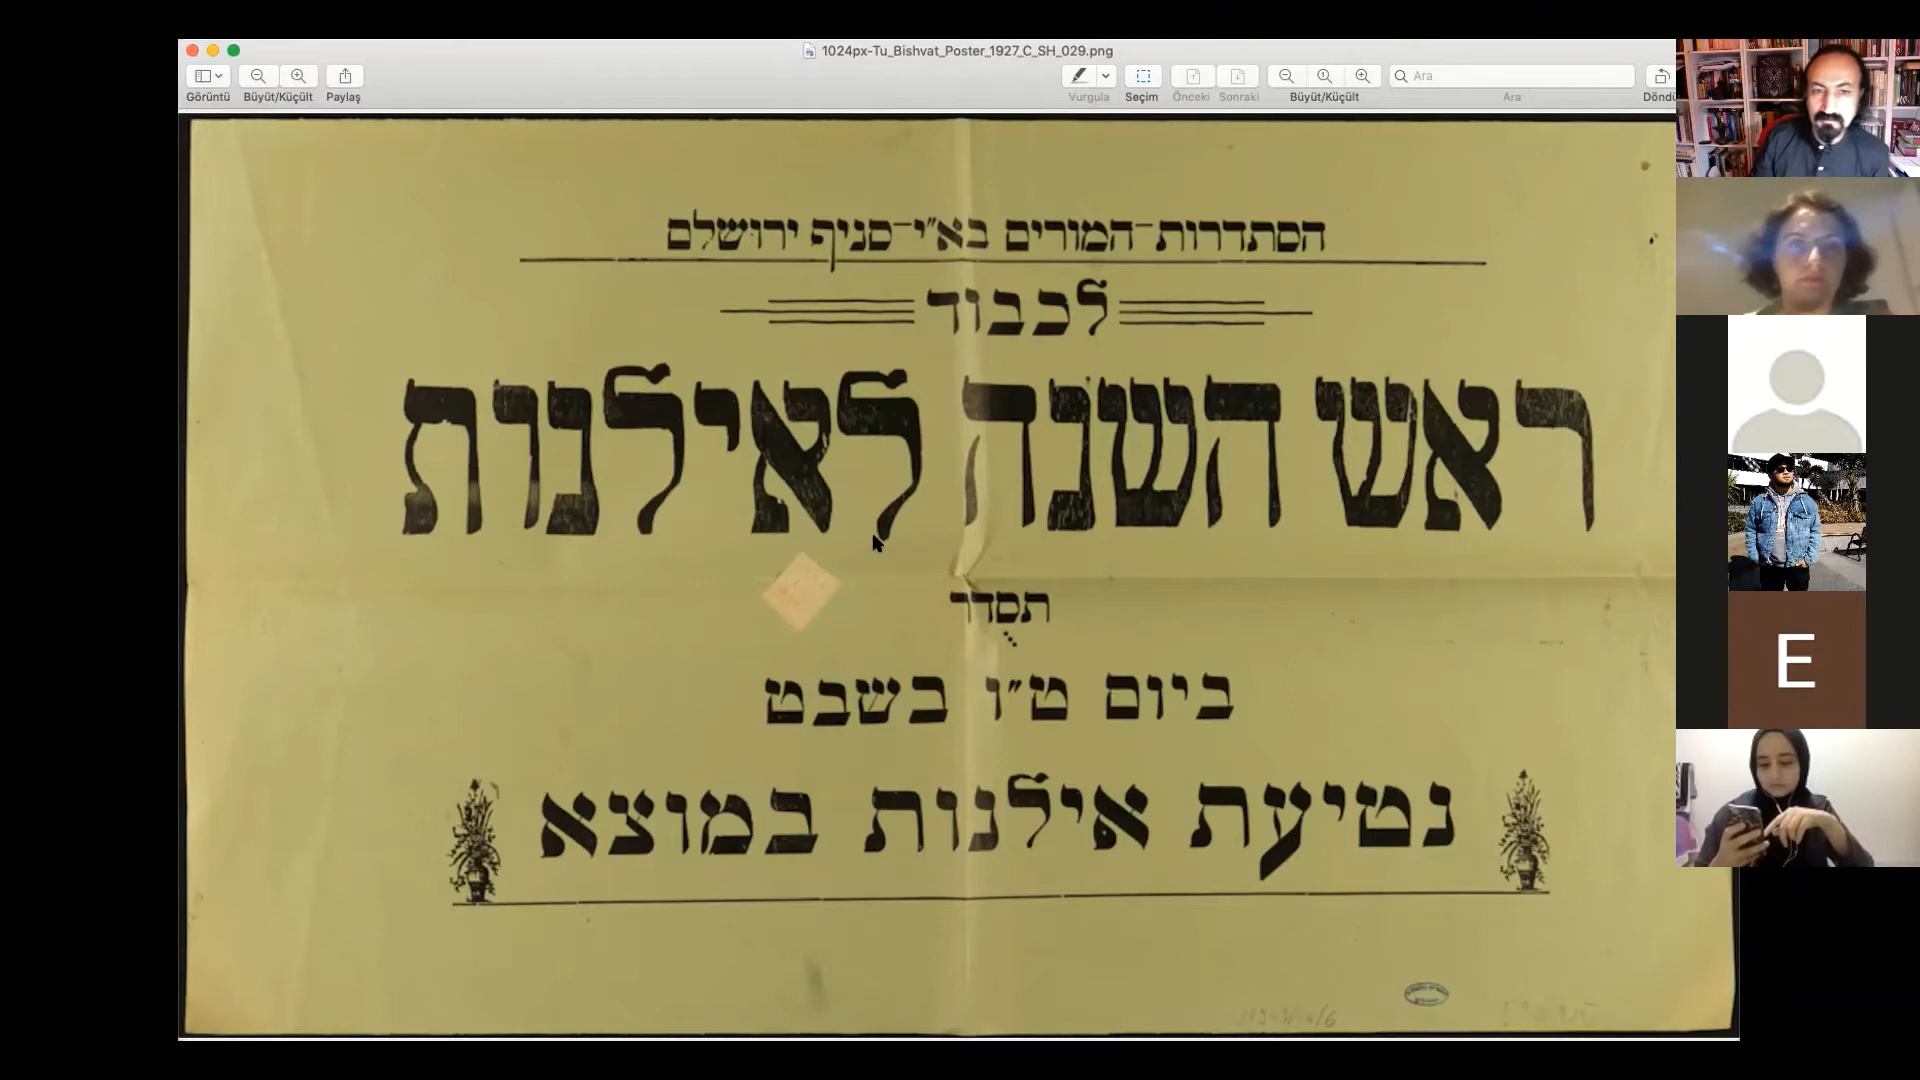 1024px-Tu_Bishvat_Poster_1927_C_SH_029.png
Görüntü Büyüt/Küçült Paylaş Vurgula Seçim Önceki Sonraki Büyüt/Küçült Ara Döndü
Ara
הסתדרות-המורים בא״י-סניף ירושלם
לכבוד
ראש השנה לאילנות
תסדר
ביום ט״ו בשבט
נטיעת אילנות במוצא
E